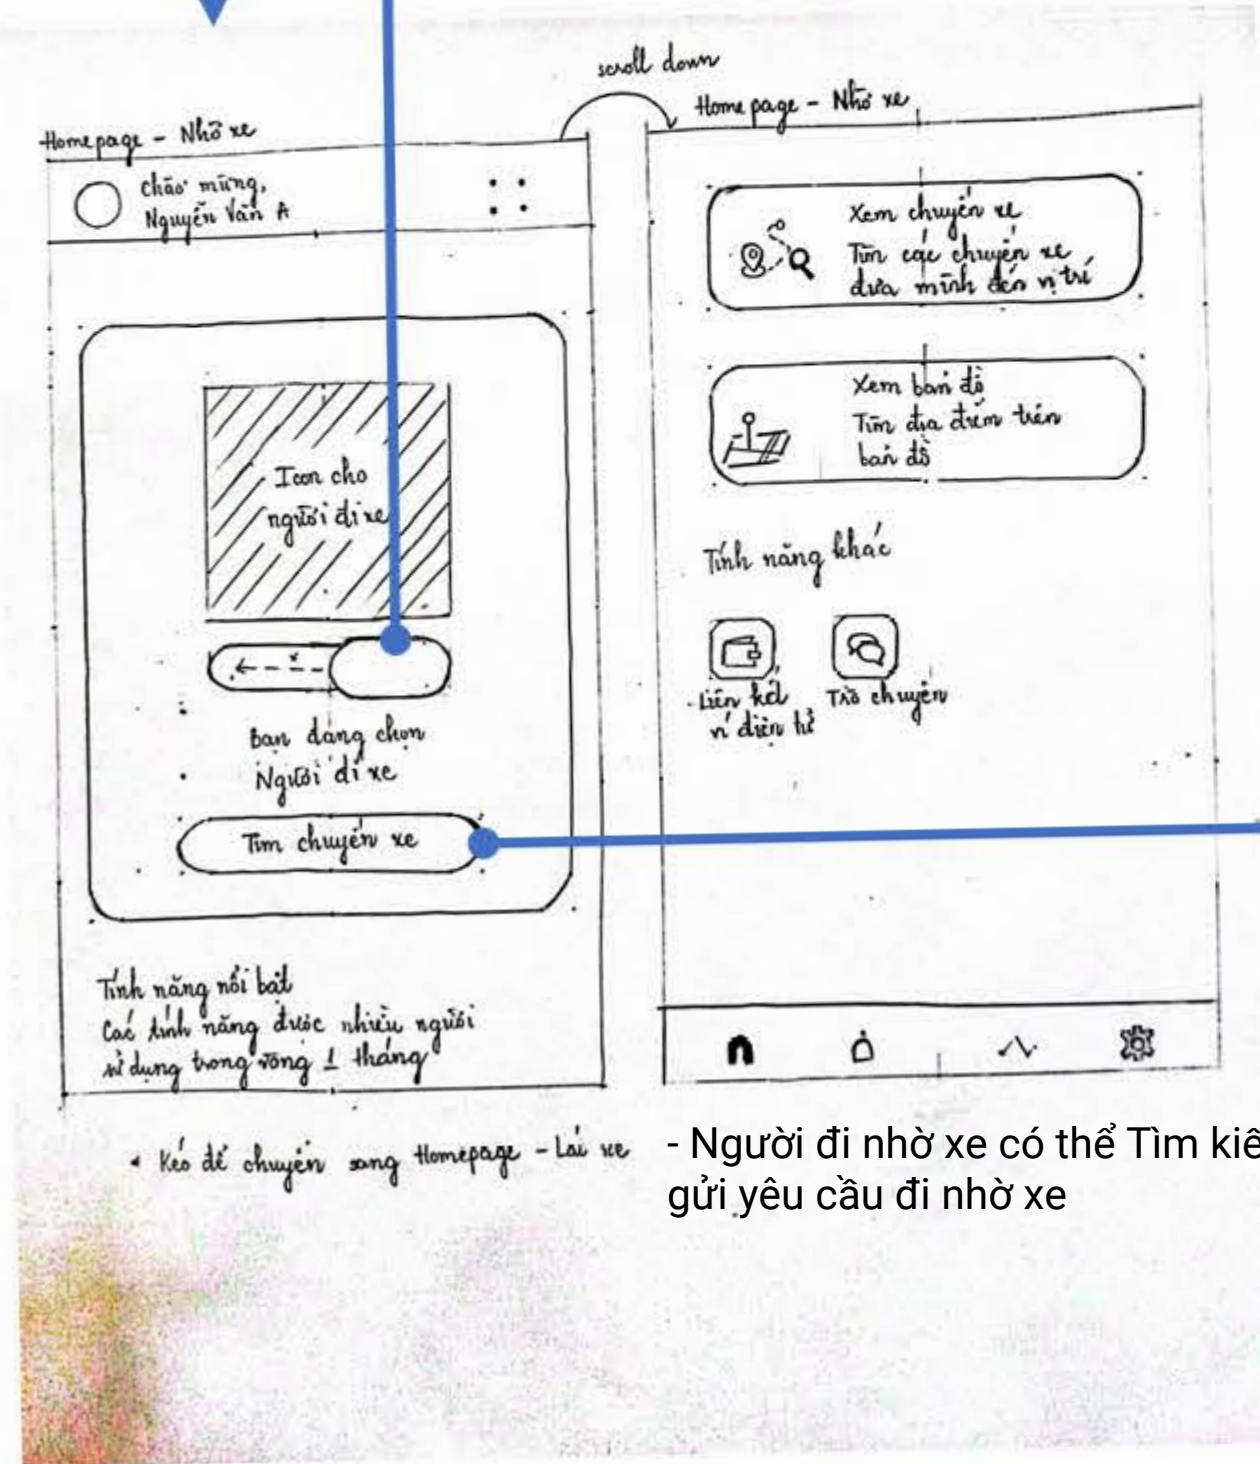 scroll down
Homepage - Nhờ xe
Chào mừng,
Nguyễn Văn A
Icon cho
người đi xe
Bạn đang chọn
Người đi xe
Tìm chuyến xe
Tính năng nổi bật
Các tính năng được nhiều người
sử dụng trong vòng 1 tháng
Homepage - Nhờ xe
Xem chuyến xe
Tìm các chuyến xe
đưa mình đến vị trí
Xem bản đồ
Tìm địa điểm trên
bản đồ
Tính năng khác
Liên kết
ví điện tử
Trò chuyện
Kéo để chuyển sang Homepage - Lái xe
- Người đi nhờ xe có thể Tìm kiế
gửi yêu cầu đi nhờ xe